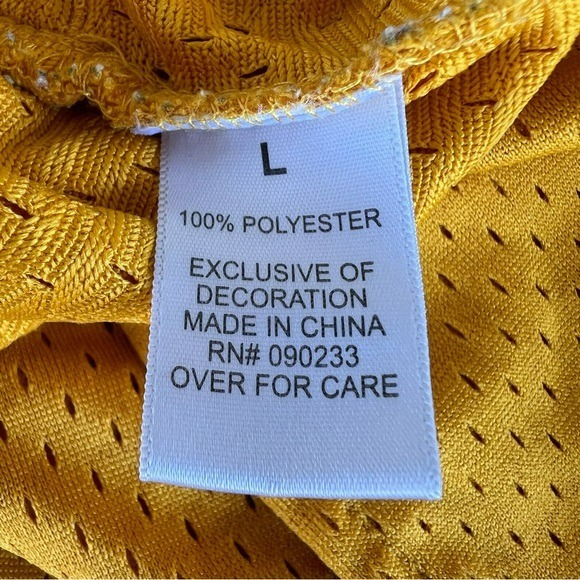 L
100% POLYESTER
EXCLUSIVE OF
DECORATION
MADE IN CHINA
RN# 090233
OVER FOR CARE